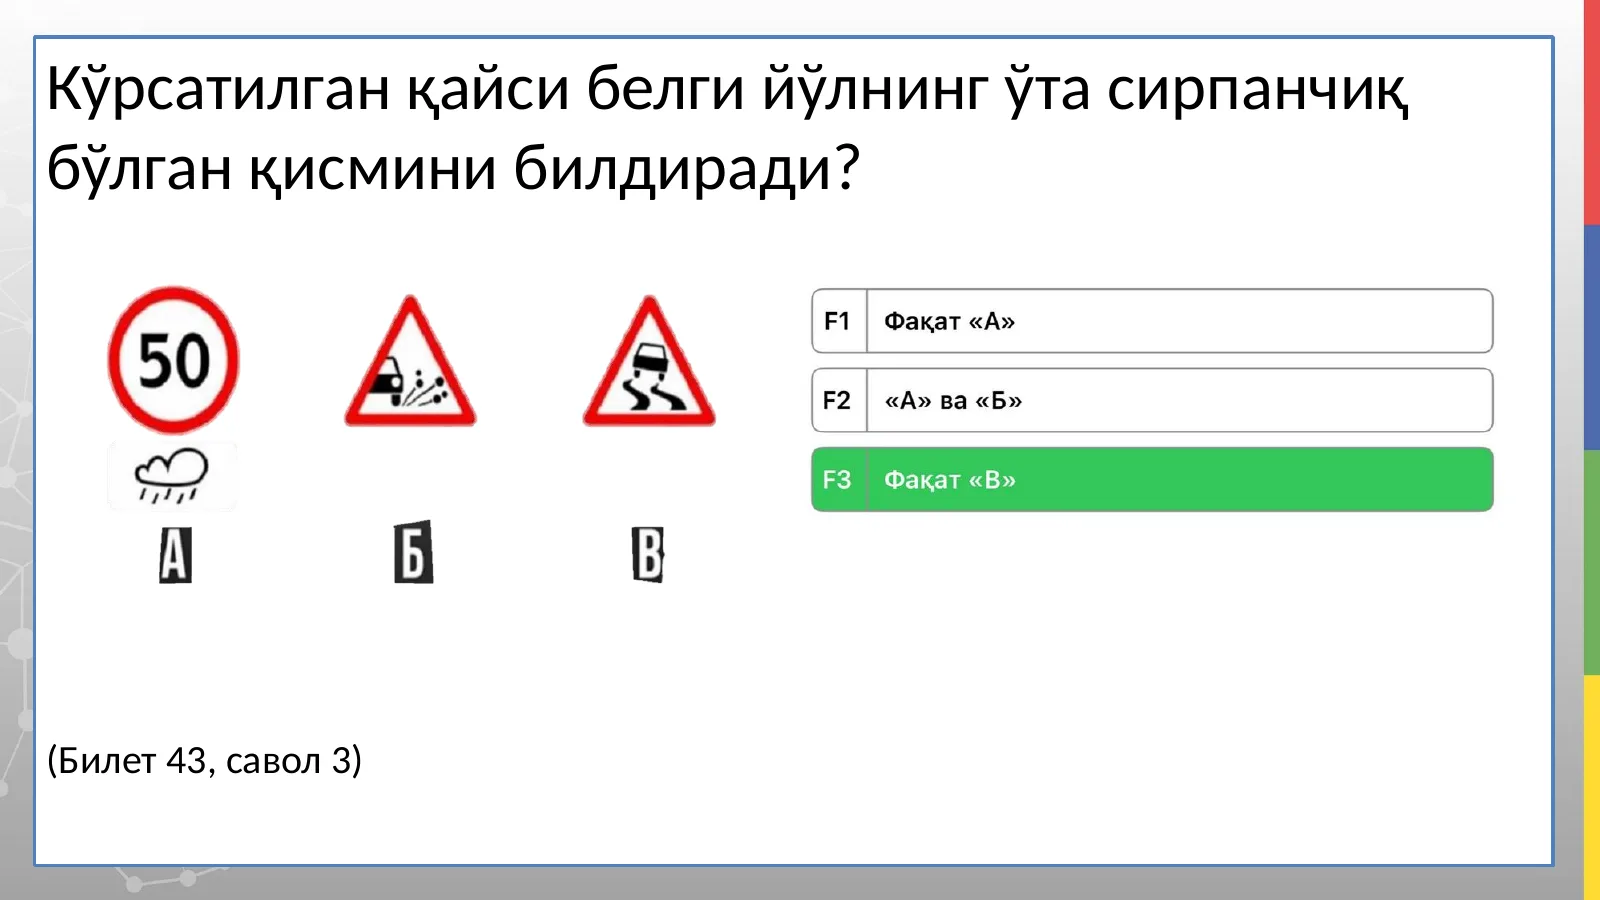 Кўрсатилган қайси белги йўлнинг ўта сирпанчиқ
бўлган қисмини билдиради?
50
А
Б
В
F1 Фақат «А»
F2 «А» ва «Б»
F3 Фақат «В»
(Билет 43, савол 3)